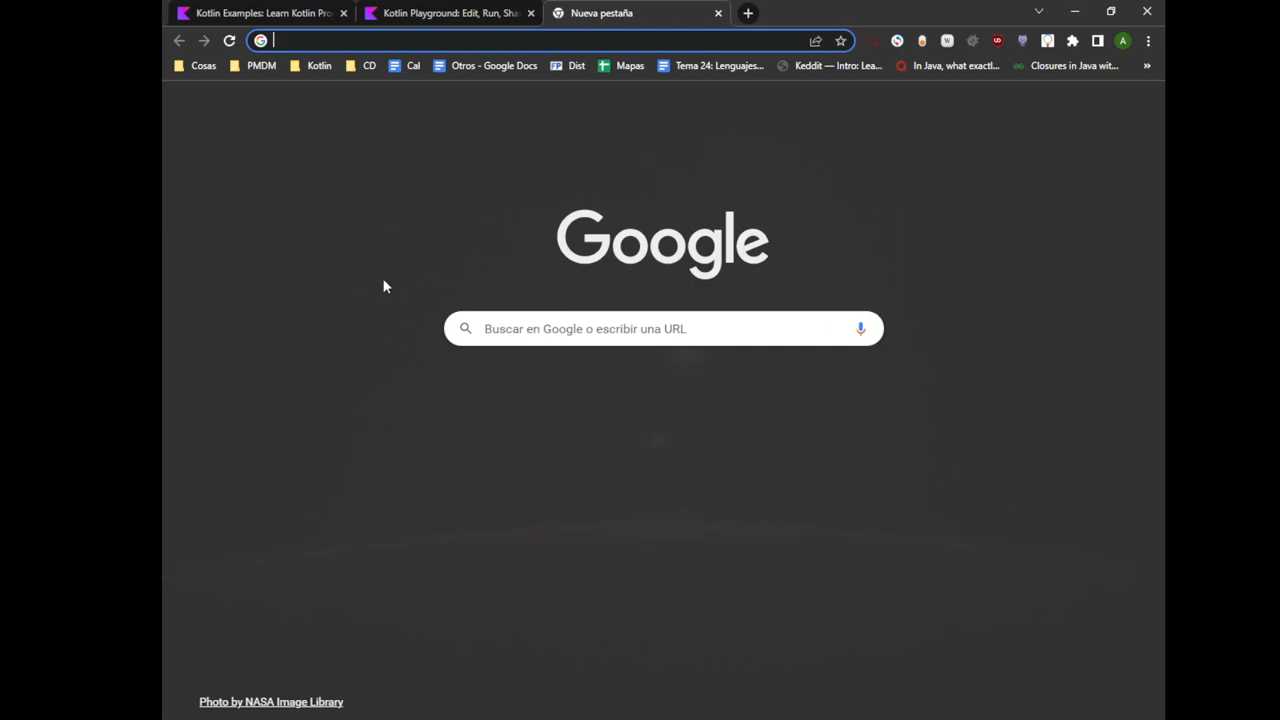 Kotlin Examples: Learn Kotlin Pro
Kotlin Playground: Edit, Run, Sha
Nueva pestaña
A
Cosas
PMDM
Kotlin
CD
Cal
Otros - Google Docs
Dist
Mapas
Tema 24: Lenguajes...
Keddit — Intro: Lea...
In Java, what exactl...
Closures in Java wit...
»
Google
Buscar en Google o escribir una URL
Photo by NASA Image Library